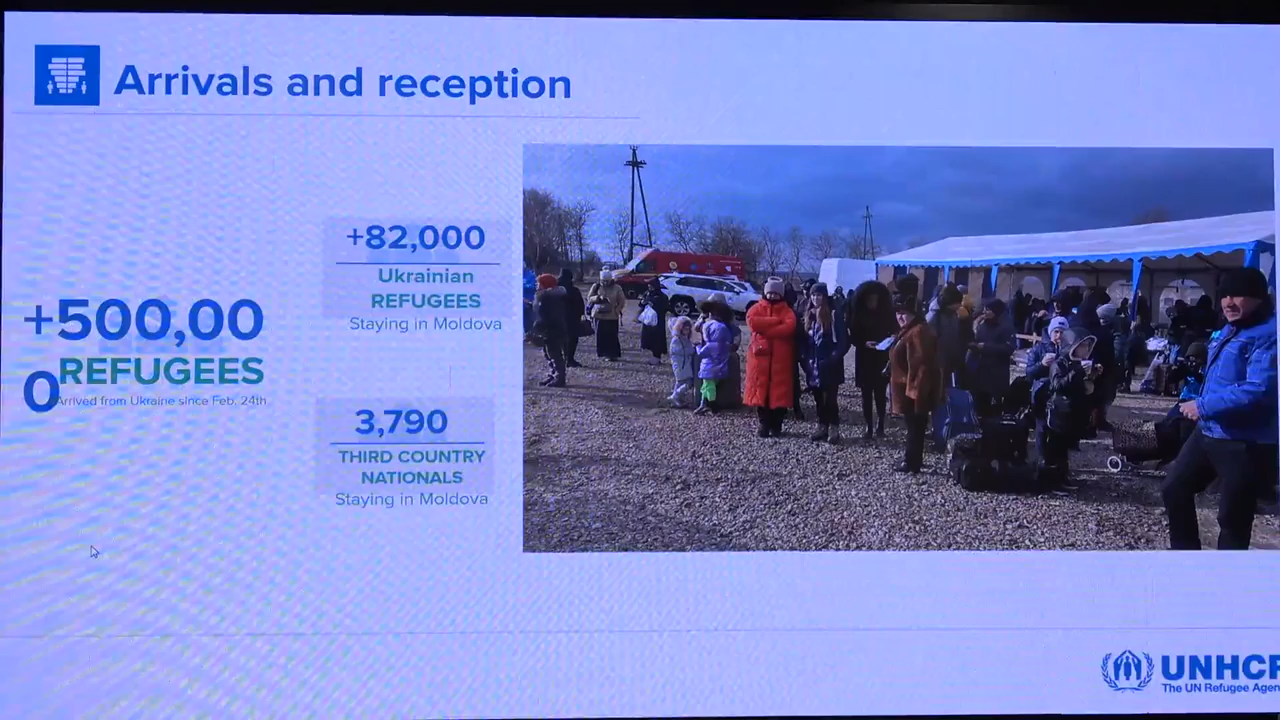 Arrivals and reception
+500,00
0
REFUGEES
Arrived from Ukraine since Feb. 24th
+82,000
Ukrainian
REFUGEES
Staying in Moldova
3,790
THIRD COUNTRY
NATIONALS
Staying in Moldova
UNHCR
The UN Refugee Agen